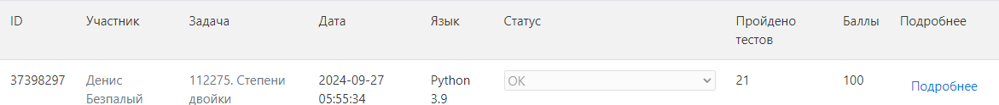 ID Участник Задача Дата Язык Статус Пройдено тестов Баллы Подробнее
37398297 Денис Безпалый 112275. Степени двойки 2024-09-27 05:55:34 Python 3.9 OK 21 100 Подробнее